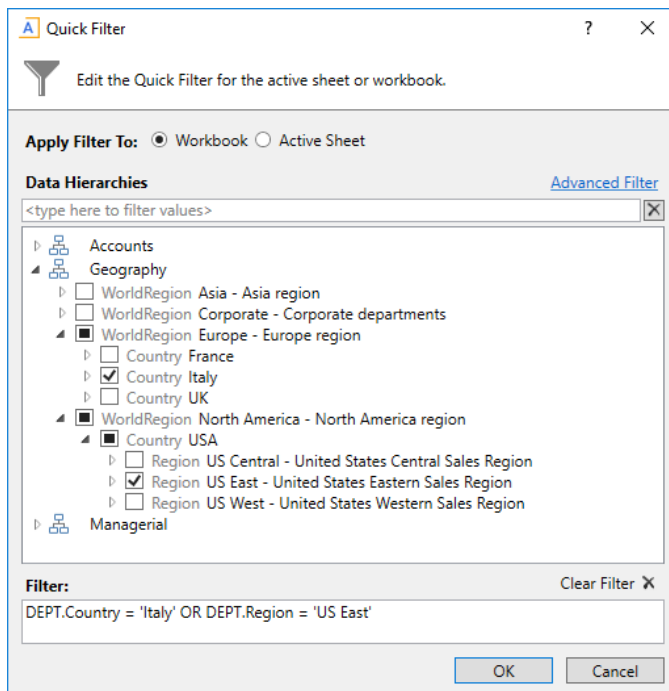 A Quick Filter ? X
Edit the Quick Filter for the active sheet or workbook.
Apply Filter To: Workbook Active Sheet
Data Hierarchies Advanced Filter
<type here to filter values>
Accounts
Geography
WorldRegion Asia - Asia region
WorldRegion Corporate - Corporate departments
WorldRegion Europe - Europe region
Country France
Country Italy
Country UK
WorldRegion North America - North America region
Country USA
Region US Central - United States Central Sales Region
Region US East - United States Eastern Sales Region
Region US West - United States Western Sales Region
Managerial
Filter: Clear Filter X
DEPT.Country = 'Italy' OR DEPT.Region = 'US East'
OK Cancel